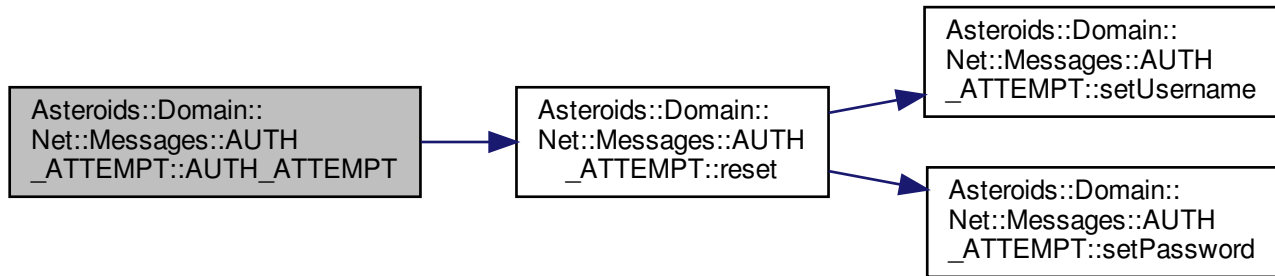 Asteroids::Domain::
Net::Messages::AUTH
_ATTEMPT::AUTH_ATTEMPT
Asteroids::Domain::
Net::Messages::AUTH
_ATTEMPT::reset
Asteroids::Domain::
Net::Messages::AUTH
_ATTEMPT::setUsername
Asteroids::Domain::
Net::Messages::AUTH
_ATTEMPT::setPassword